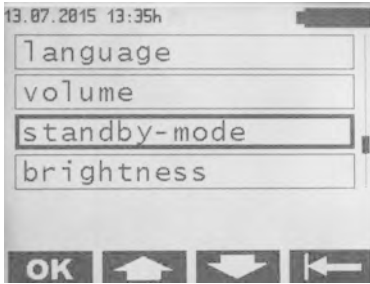 13.07.2015 13:35h
language
volume
standby-mode
brightness
OK